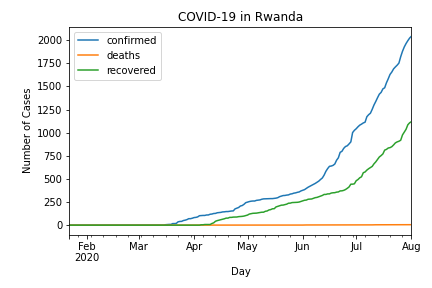 COVID-19 in Rwanda
confirmed
deaths
recovered
Number of Cases
2000
1750
1500
1250
1000
750
500
250
0
Feb
2020
Mar
Apr
May
Jun
Jul
Aug
Day